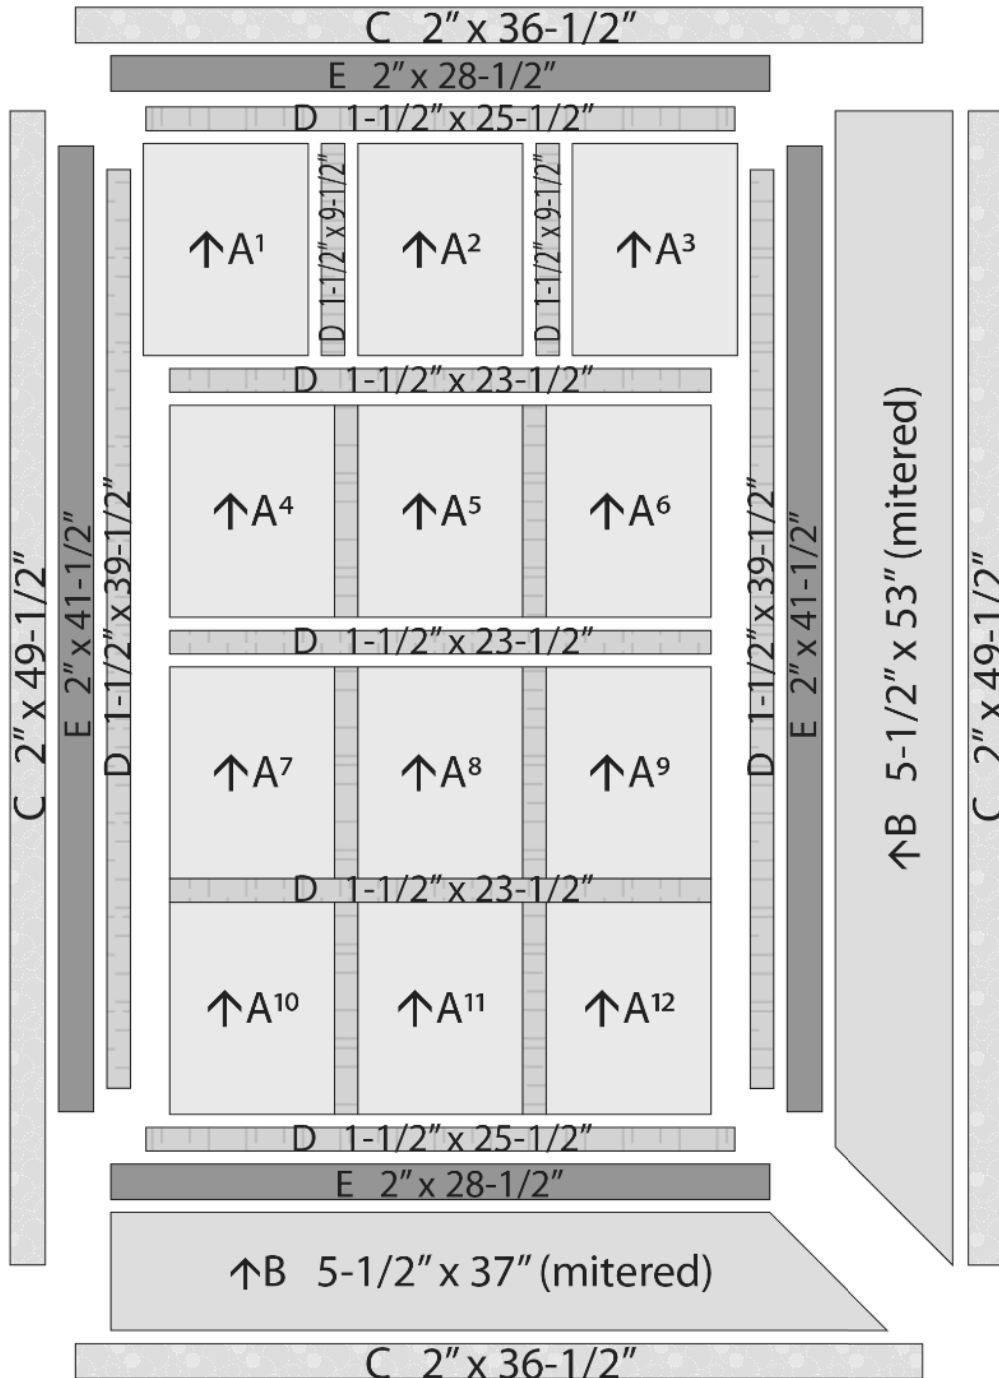 C 2” x 36-1/2”
E 2” x 28-1/2”
D 1-1/2” x 25-1/2”
↑A¹
D 1-1/2” x 9-1/2”
↑A²
D 1-1/2” x 9-1/2”
↑A³
D 1-1/2” x 23-1/2”
↑A⁴
↑A⁵
↑A⁶
D 1-1/2” x 23-1/2”
↑A⁷
↑A⁸
↑A⁹
D 1-1/2” x 23-1/2”
↑A¹⁰
↑A¹¹
↑A¹²
D 1-1/2” x 25-1/2”
E 2” x 28-1/2”
↑B 5-1/2” x 37” (mitered)
C 2” x 36-1/2”
C 2” x 49-1/2”
E 2” x 41-1/2”
D 1-1/2” x 39-1/2”
D 1-1/2” x 39-1/2”
E 2” x 41-1/2”
↑B 5-1/2” x 53” (mitered)
C 2” x 49-1/2”